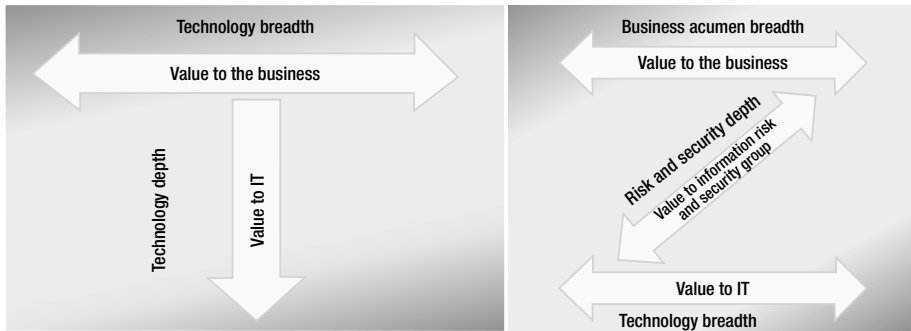 Technology breadth
Value to the business
Technology depth
Value to IT
Business acumen breadth
Value to the business
Risk and security depth
Value to information risk
and security group
Value to IT
Technology breadth